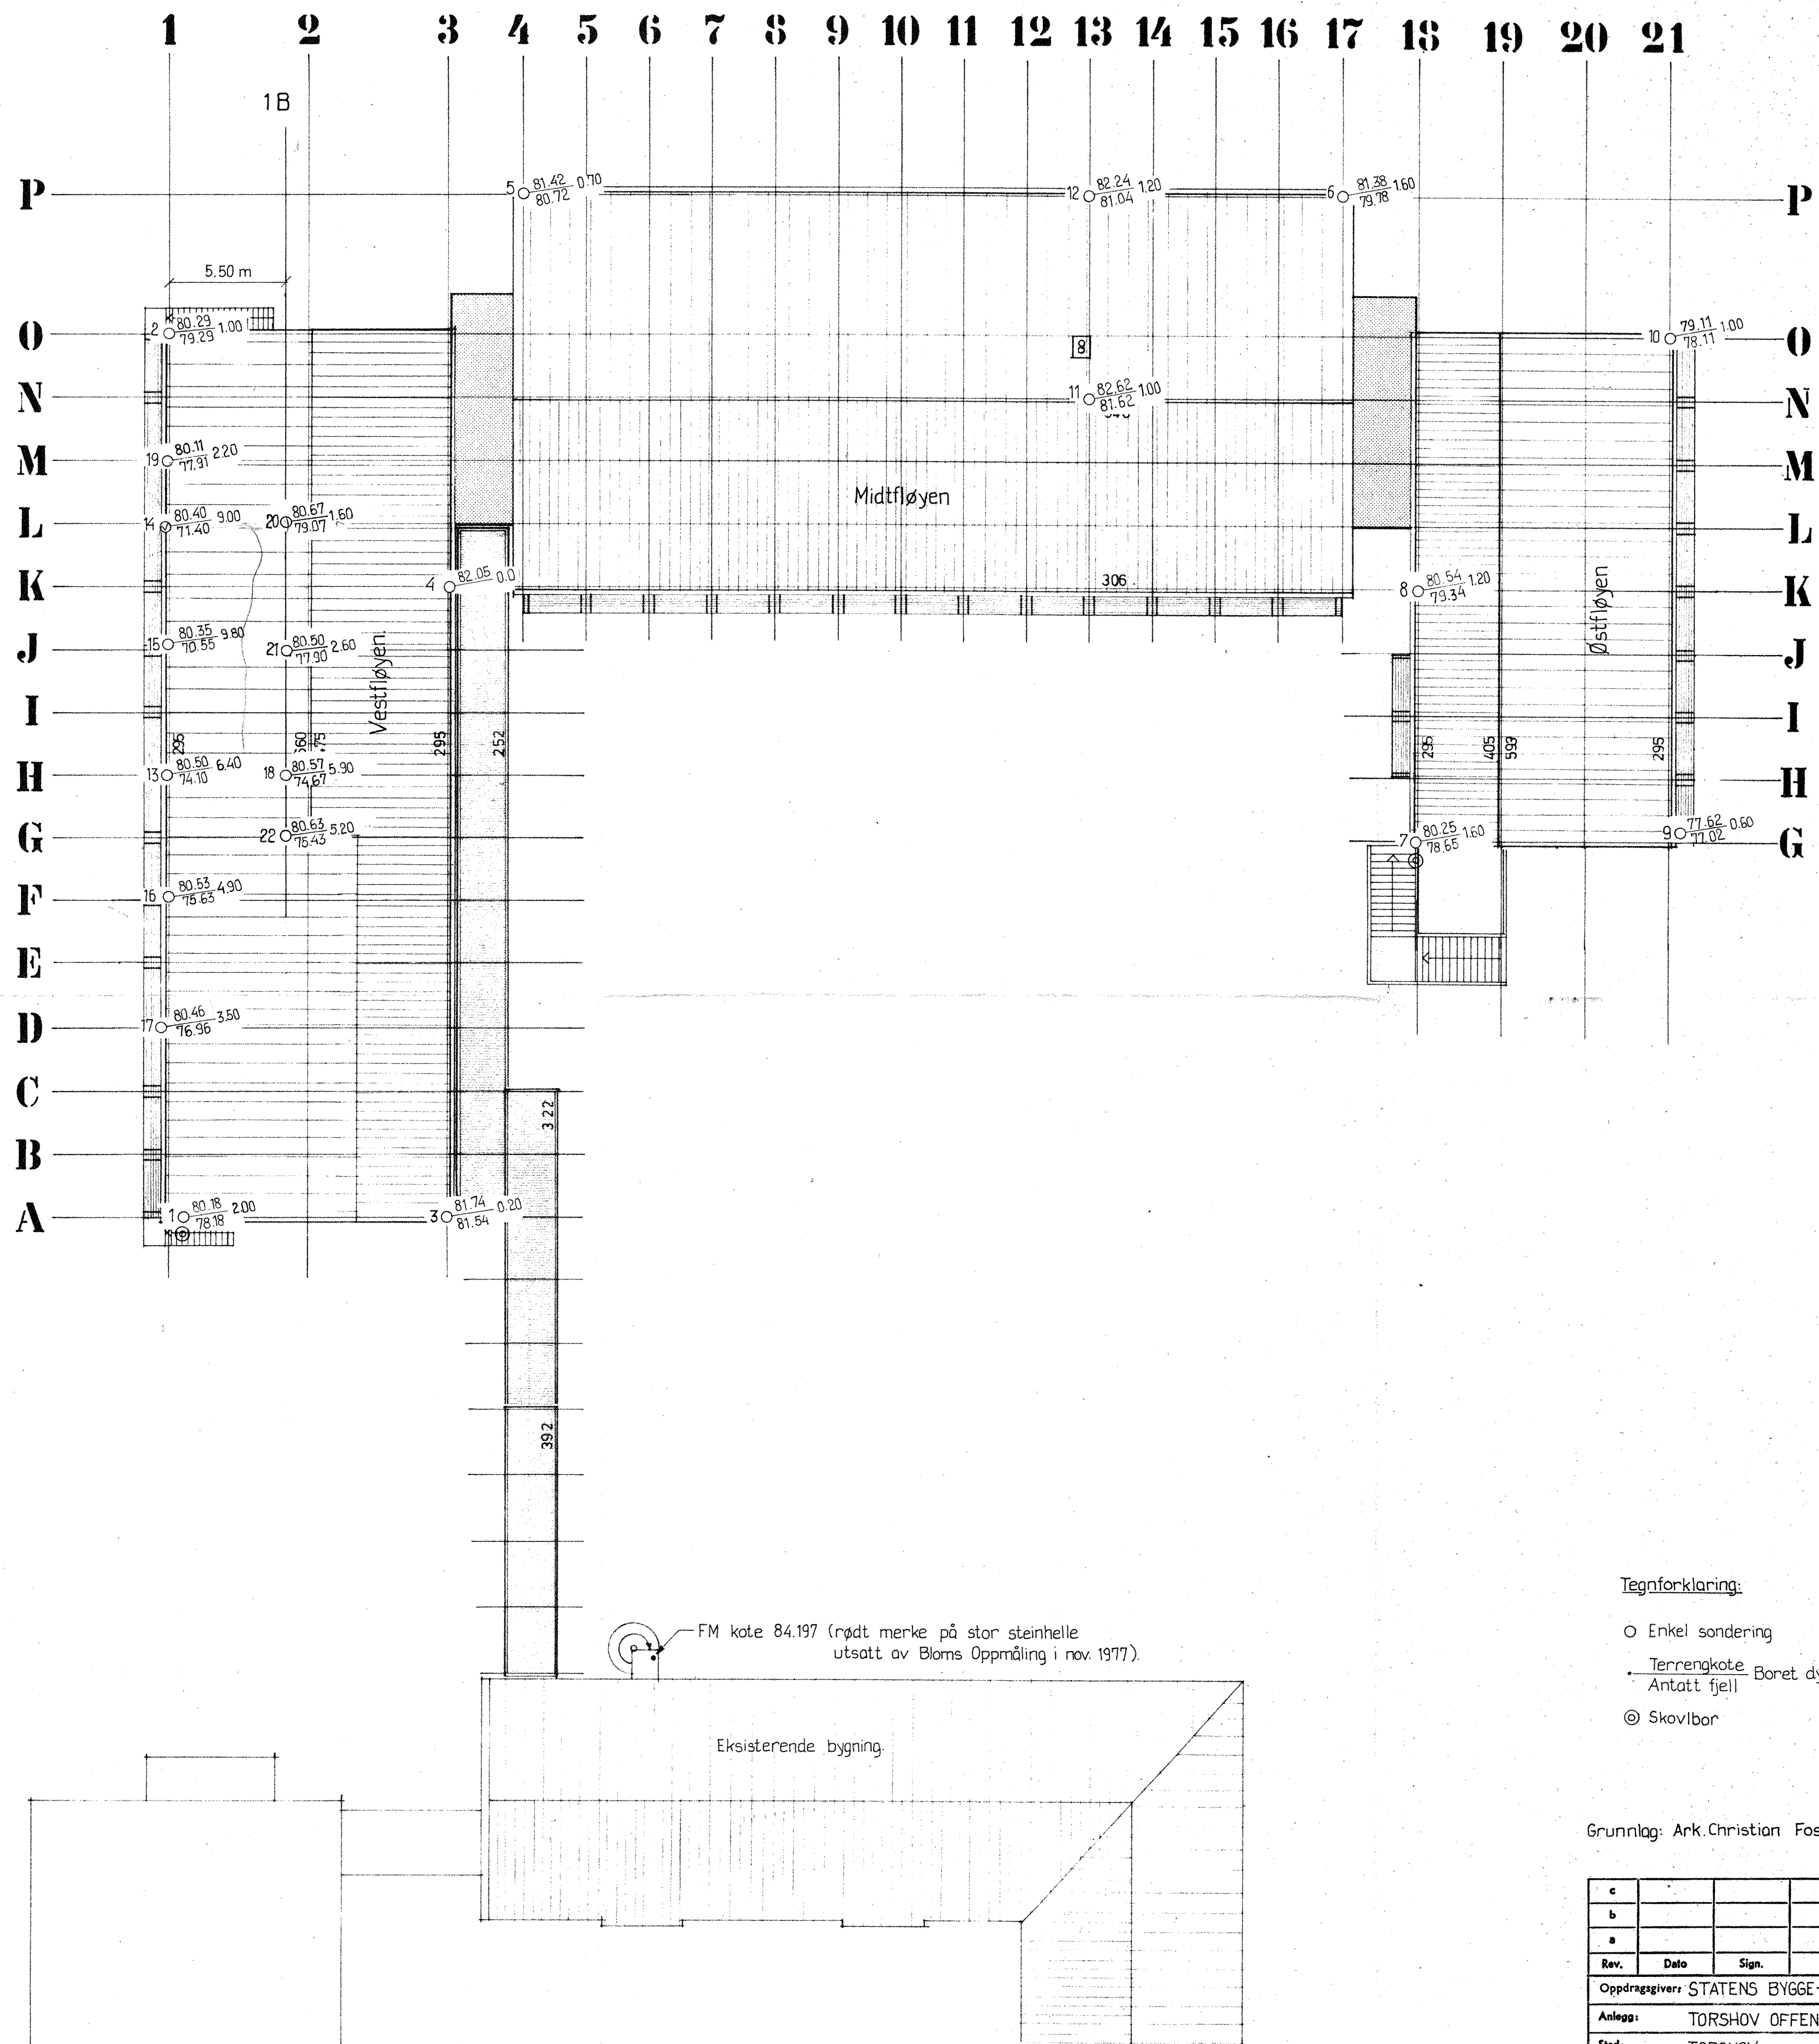 1 2 3 4 5 6 7 8 9 10 11 12 13 14 15 16 17 18 19 20 21
1B
P
5 81.42 0.70
80.72
12 82.24 1.20
81.04
6 81.38 1.60
79.78
P
5.50 m
O
2 80.29 1.00
79.29
8
10 79.11 1.00
78.11
O
N
11 82.62 1.00
81.62
N
M
19 80.11 2.20
77.91
Midtfløyen
M
L
14 80.40 9.00
71.40
20 80.67 1.60
79.07
L
K
4 82.05 0.0
306
8 80.54 1.20
79.34
Østfløyen
K
J
15 80.35 9.80
70.55
21 80.50 2.60
77.90
Vestfløyen.
J
I
I
295
295
252
295
405
593
295
H
13 80.50 6.40
74.10
18 80.57 5.90
74.67
H
G
22 80.63 5.20
75.43
7 80.25 1.60
78.65
9 77.62 0.60
77.02
G
F
16 80.53 4.90
75.63
E
D
17 80.46 3.50
76.96
C
322
B
A
1 80.18 2.00
78.18
3 81.74 0.20
81.54
392
FM kote 84.197 (rødt merke på stor steinhelle
utsatt av Bloms Oppmåling i nov. 1977).
Eksisterende bygning.
Tegnforklaring:
Enkel sondering
Terrengkote Boret
Antatt fjell
Skovlbor
Grunnlag: Ark. Christian
c
b
a
Rev. Dato Sign.
Oppdragsgiver: STATENS BYGGE-
Anlegg: TORSHOV OFFEN